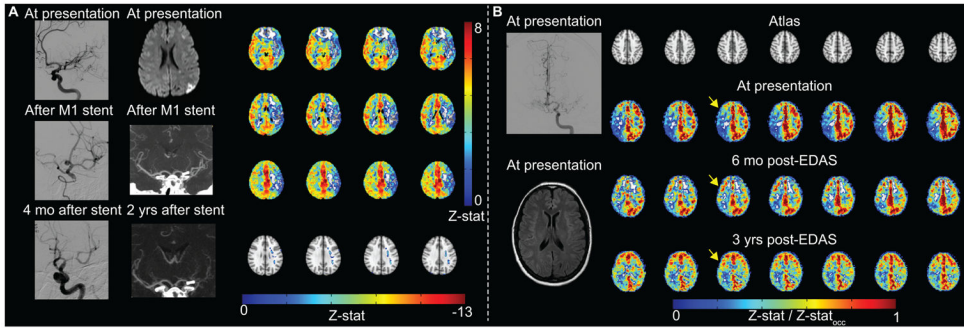 A
At presentation At presentation
After M1 stent After M1 stent
4 mo after stent 2 yrs after stent
8
0
Z-stat
0 Z-stat -13
B
At presentation
Atlas
At presentation
6 mo post-EDAS
At presentation
3 yrs post-EDAS
0 Z-stat / Z-statocc 1